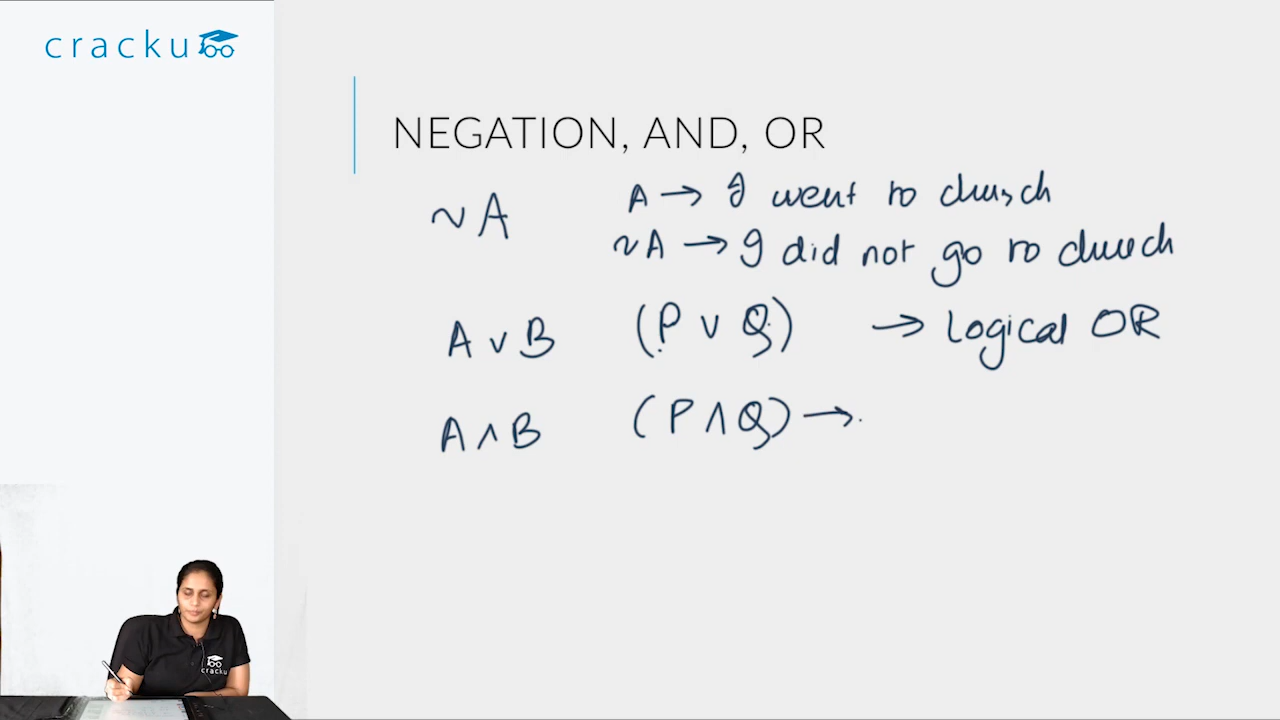 cracku
NEGATION, AND, OR
~A
A → I went to church
~A → I did not go to church
A ∨ B (P ∨ Q) → Logical OR
A ∧ B (P ∧ Q) →
cracku